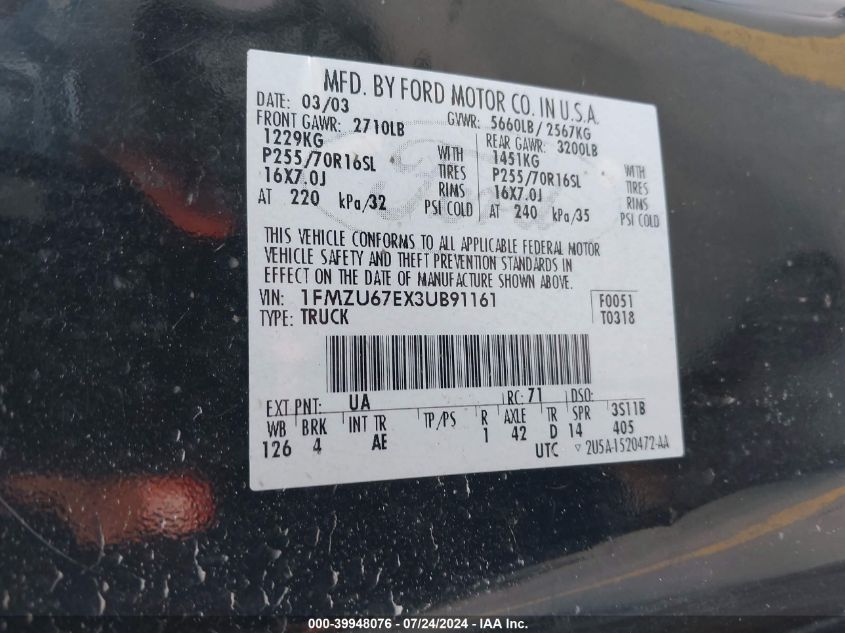 MFD. BY FORD MOTOR CO. IN U.S.A.
DATE: 03/03 GVWR: 5660LB/ 2567KG
FRONT GAWR: 2710LB REAR GAWR: 3200LB
1229KG WITH 1451KG WITH
P255/70R16SL TIRES P255/70R16SL TIRES
16X7.0J RIMS 16X7.0J RIMS
AT 220 kPa/32 PSI COLD AT 240 kPa/35 PSI COLD
THIS VEHICLE CONFORMS TO ALL APPLICABLE FEDERAL MOTOR
VEHICLE SAFETY AND THEFT PREVENTION STANDARDS IN
EFFECT ON THE DATE OF MANUFACTURE SHOWN ABOVE.
VIN: 1FMZU67EX3UB91161 F0051
TYPE: TRUCK T0318
EXT PNT: UA RC: 71 DSO:
WB BRK INT TR TP/PS R AXLE TR SPR 3S11B
126 4 AE 1 42 D 14 405
UTC ▽ 2U5A-1520472-AA
000-39948076 - 07/24/2024 - IAA Inc.